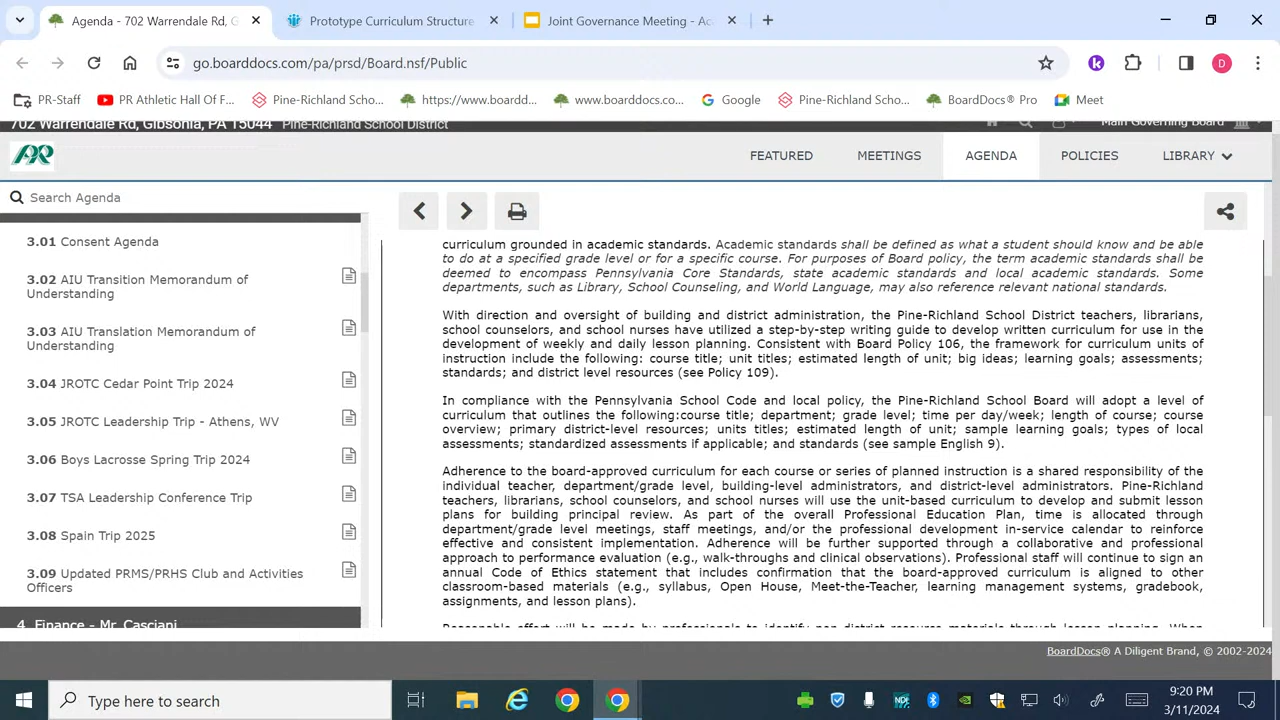 Agenda - 702 Warrendale Rd, G
Prototype Curriculum Structure
Joint Governance Meeting - Ac
go.boarddocs.com/pa/prsd/Board.nsf/Public
D
PR-Staff
PR Athletic Hall Of F...
Pine-Richland Scho...
https://www.boardd...
www.boarddocs.co...
Google
Pine-Richland Scho...
BoardDocs® Pro
Meet
702 Warrendale Rd, Gibsonia, PA 15044 Pine-Richland School District
Main Governing Board
FEATURED
MEETINGS
AGENDA
POLICIES
LIBRARY
Search Agenda
3.01 Consent Agenda
3.02 AIU Transition Memorandum of
Understanding
3.03 AIU Translation Memorandum of
Understanding
3.04 JROTC Cedar Point Trip 2024
3.05 JROTC Leadership Trip - Athens, WV
3.06 Boys Lacrosse Spring Trip 2024
3.07 TSA Leadership Conference Trip
3.08 Spain Trip 2025
3.09 Updated PRMS/PRHS Club and Activities
Officers
4. Finance - Mr. Casciani
curriculum grounded in academic standards. Academic standards shall be defined as what a student should know and be able
to do at a specified grade level or for a specific course. For purposes of Board policy, the term academic standards shall be
deemed to encompass Pennsylvania Core Standards, state academic standards and local academic standards. Some
departments, such as Library, School Counseling, and World Language, may also reference relevant national standards.
With direction and oversight of building and district administration, the Pine-Richland School District teachers, librarians,
school counselors, and school nurses have utilized a step-by-step writing guide to develop written curriculum for use in the
development of weekly and daily lesson planning. Consistent with Board Policy 106, the framework for curriculum units of
instruction include the following: course title; unit titles; estimated length of unit; big ideas; learning goals; assessments;
standards; and district level resources (see Policy 109).
In compliance with the Pennsylvania School Code and local policy, the Pine-Richland School Board will adopt a level of
curriculum that outlines the following:course title; department; grade level; time per day/week; length of course; course
overview; primary district-level resources; units titles; estimated length of unit; sample learning goals; types of local
assessments; standardized assessments if applicable; and standards (see sample English 9).
Adherence to the board-approved curriculum for each course or series of planned instruction is a shared responsibility of the
individual teacher, department/grade level, building-level administrators, and district-level administrators. Pine-Richland
teachers, librarians, school counselors, and school nurses will use the unit-based curriculum to develop and submit lesson
plans for building principal review. As part of the overall Professional Education Plan, time is allocated through
department/grade level meetings, staff meetings, and/or the professional development in-service calendar to reinforce
effective and consistent implementation. Adherence will be further supported through a collaborative and professional
approach to performance evaluation (e.g., walk-throughs and clinical observations). Professional staff will continue to sign an
annual Code of Ethics statement that includes confirmation that the board-approved curriculum is aligned to other
classroom-based materials (e.g., syllabus, Open House, Meet-the-Teacher, learning management systems, gradebook,
assignments, and lesson plans).
Reasonable effort will be made by professionals to identify non-district resource materials through lesson planning. When
BoardDocs® A Diligent Brand, © 2002-2024
Type here to search
9:20 PM
3/11/2024